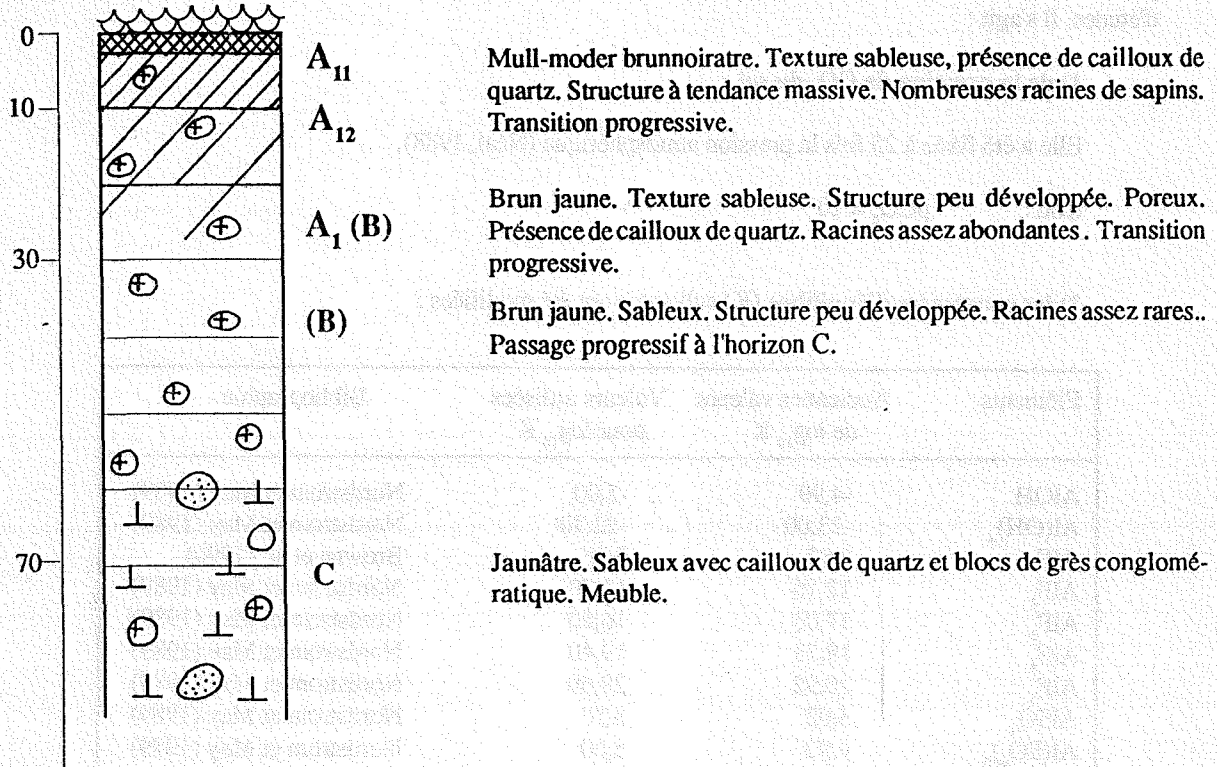 0
A11
Mull-moder brunnoiratre. Texture sableuse, présence de cailloux de
quartz. Structure à tendance massive. Nombreuses racines de sapins.
Transition progressive.
10
A12
Brun jaune. Texture sableuse. Structure peu développée. Poreux.
Présence de cailloux de quartz. Racines assez abondantes . Transition
progressive.
A1 (B)
30
(B)
Brun jaune. Sableux. Structure peu développée. Racines assez rares..
Passage progressif à l'horizon C.
70
C
Jaunâtre. Sableux avec cailloux de quartz et blocs de grès conglomé-
ratique. Meuble.